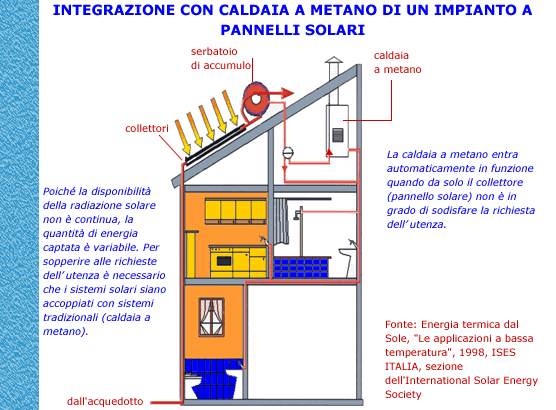 INTEGRAZIONE CON CALDAIA A METANO DI UN IMPIANTO A
PANNELLI SOLARI
serbatoio
di accumulo
caldaia
a metano
collettori
La caldaia a metano entra
automaticamente in funzione
quando da solo il collettore
(pannello solare) non è in
grado di sodisfare la richiesta
dell’utenza.
Poiché la disponibilità
della radiazione solare
non è continua, la
quantità di energia
captata è variabile. Per
sopperire alle richieste
dell’utenza è necessario
che i sistemi solari siano
accoppiati con sistemi
tradizionali (caldaia a
metano).
Fonte: Energia termica dal
Sole, "Le applicazioni a bassa
temperatura", 1998, ISES
ITALIA, sezione
dell'International Solar Energy
Society
dall'acquedotto